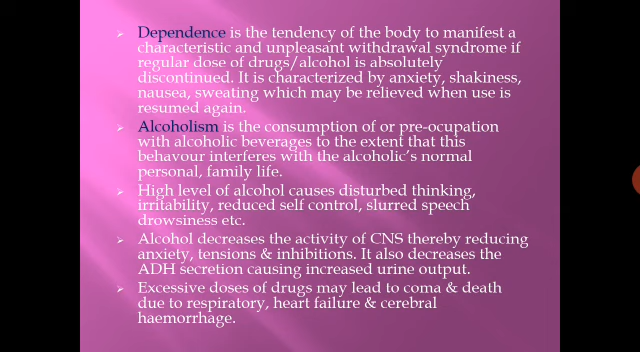 Dependence is the tendency of the body to manifest a
characteristic and unpleasant withdrawal syndrome if
regular dose of drugs/alcohol is absolutely
discontinued. It is characterized by anxiety, shakiness,
nausea, sweating which may be relieved when use is
resumed again.
Alcoholism is the consumption of or pre-ocupation
with alcoholic beverages to the extent that this
behavour interferes with the alcoholic's normal
personal, family life.
High level of alcohol causes disturbed thinking,
irritability, reduced self control, slurred speech
drowsiness etc.
Alcohol decreases the activity of CNS thereby reducing
anxiety, tensions & inhibitions. It also decreases the
ADH secretion causing increased urine output.
Excessive doses of drugs may lead to coma & death
due to respiratory, heart failure & cerebral
haemorrhage.